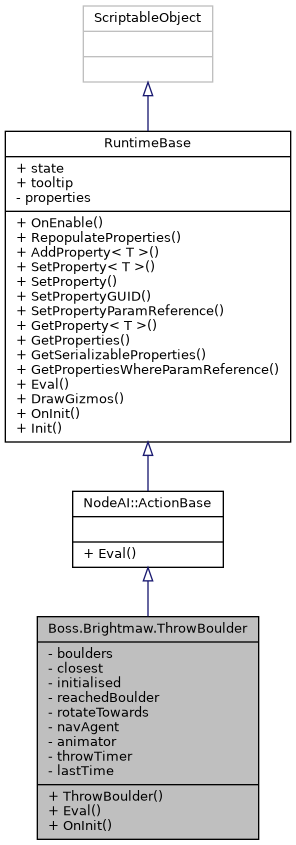 ScriptableObject
RuntimeBase
+ state
+ tooltip
- properties
+ OnEnable()
+ RepopulateProperties()
+ AddProperty< T >()
+ SetProperty< T >()
+ SetProperty()
+ SetPropertyGUID()
+ SetPropertyParamReference()
+ GetProperty< T >()
+ GetProperties()
+ GetSerializableProperties()
+ GetPropertiesWhereParamReference()
+ Eval()
+ DrawGizmos()
+ OnInit()
+ Init()
NodeAI::ActionBase
+ Eval()
Boss.Brightmaw.ThrowBoulder
- boulders
- closest
- initialised
- reachedBoulder
- rotateTowards
- navAgent
- animator
- throwTimer
- lastTime
+ ThrowBoulder()
+ Eval()
+ OnInit()